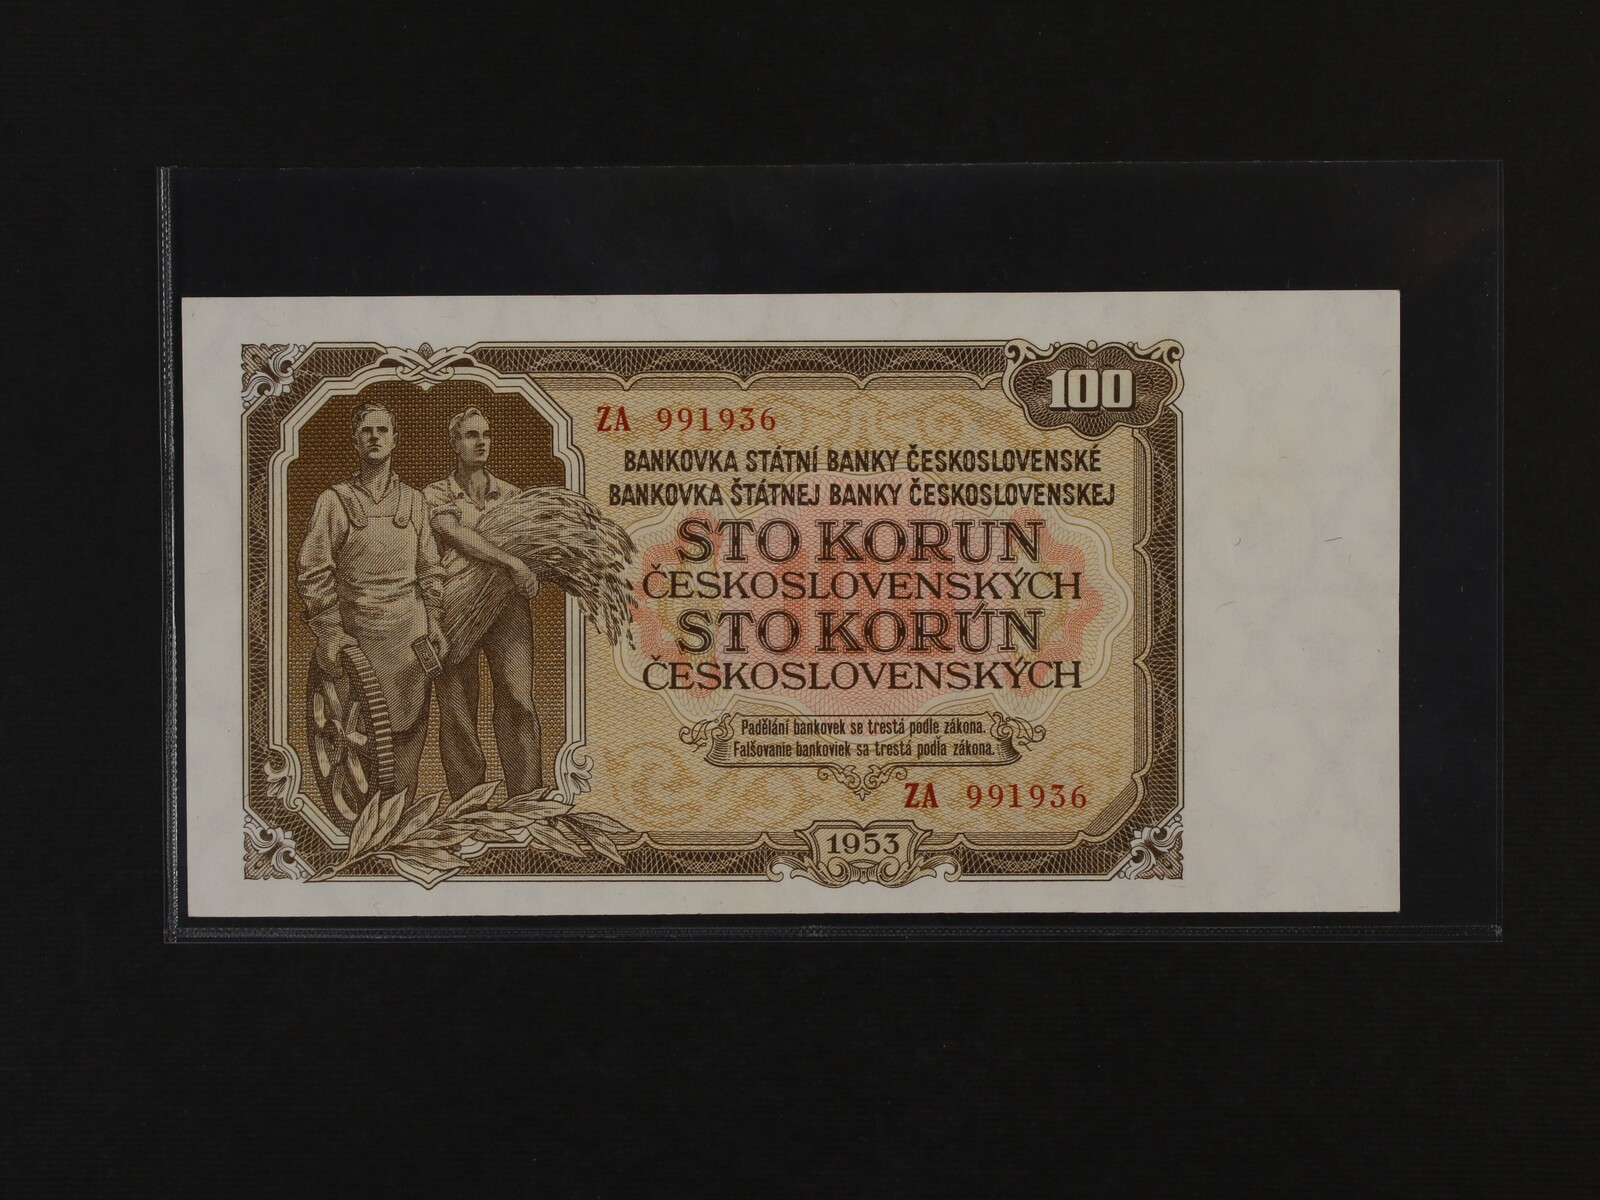 100
ZA 991936
BANKOVKA STÁTNÍ BANKY ČESKOSLOVENSKÉ
BANKOVKA ŠTÁTNEJ BANKY ČESKOSLOVENSKEJ
STO KORUN
ČESKOSLOVENSKÝCH
STO KORÚN
ČESKOSLOVENSKÝCH
Padělání bankovek se trestá podle zákona.
Falšovanie bankoviek sa trestá podľa zákona.
ZA 991936
1953